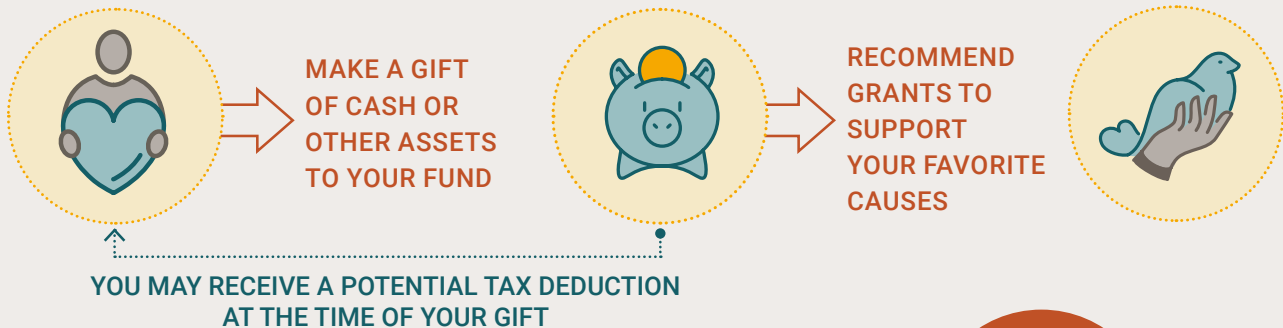 MAKE A GIFT
OF CASH OR
OTHER ASSETS
TO YOUR FUND
RECOMMEND
GRANTS TO
SUPPORT
YOUR FAVORITE
CAUSES
YOU MAY RECEIVE A POTENTIAL TAX DEDUCTION
AT THE TIME OF YOUR GIFT